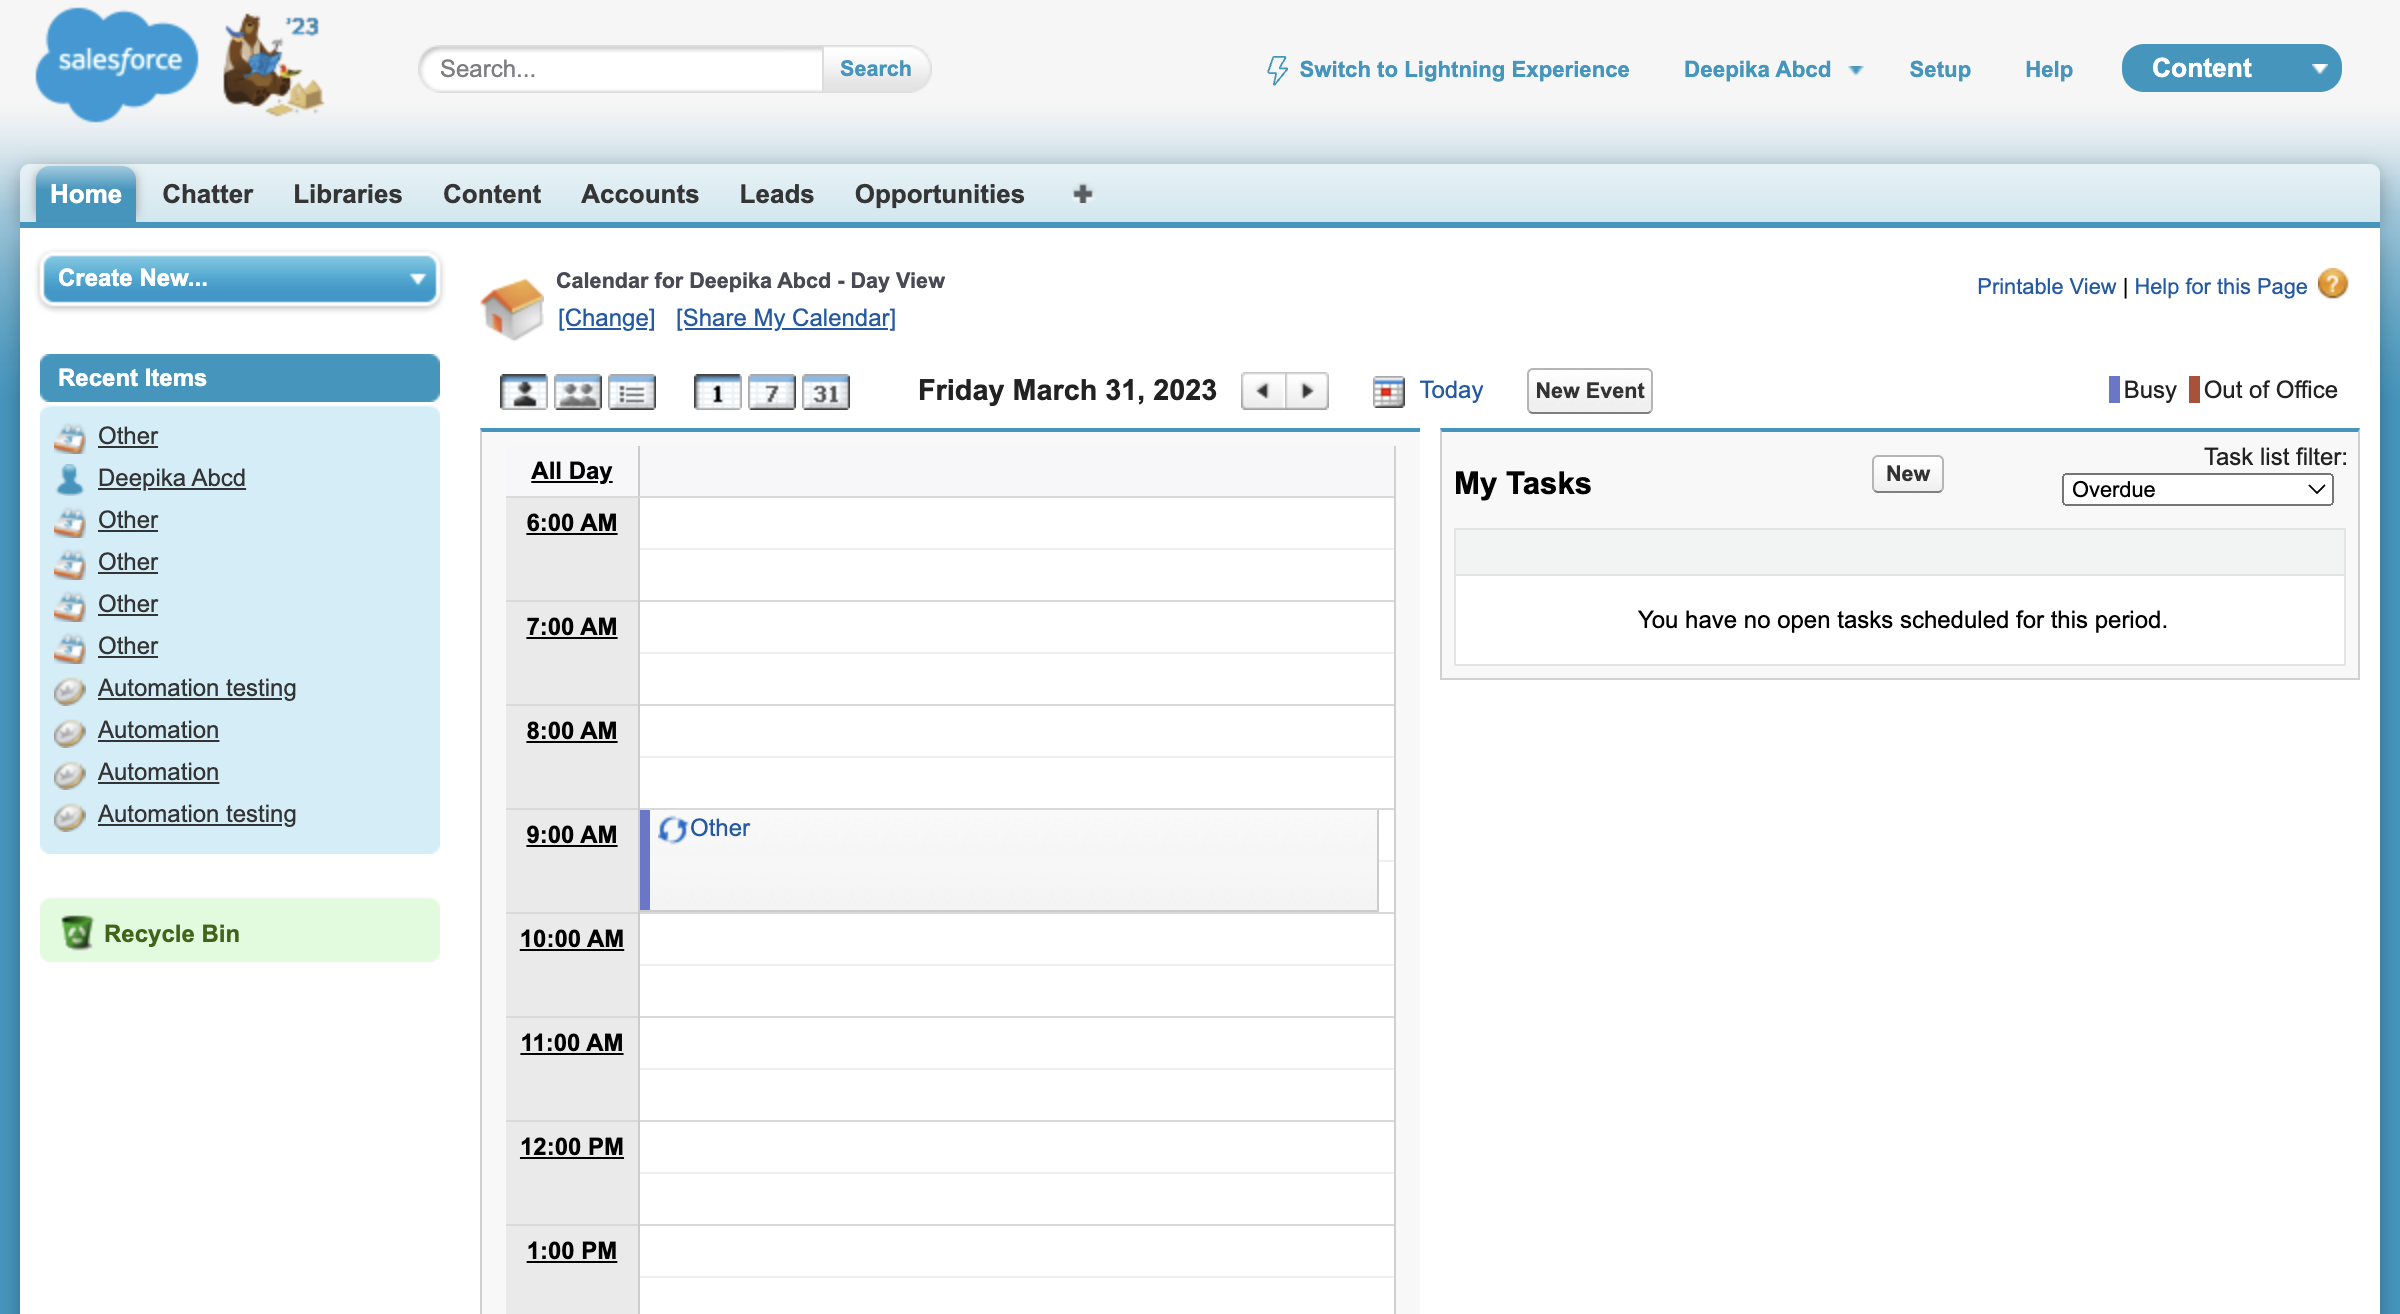 salesforce
'23
Search...
Search
Switch to Lightning Experience
Deepika Abcd
Setup
Help
Content
Home
Chatter
Libraries
Content
Accounts
Leads
Opportunities
Create New...
Recent Items
Other
Deepika Abcd
Other
Other
Other
Other
Automation testing
Automation
Automation
Automation testing
Recycle Bin
Calendar for Deepika Abcd - Day View
[Change] [Share My Calendar]
Printable View | Help for this Page ?
1 7 31
Friday March 31, 2023
Today
New Event
Busy
Out of Office
All Day
6:00 AM
7:00 AM
8:00 AM
9:00 AM
Other
10:00 AM
11:00 AM
12:00 PM
1:00 PM
My Tasks
New
Task list filter:
Overdue
You have no open tasks scheduled for this period.